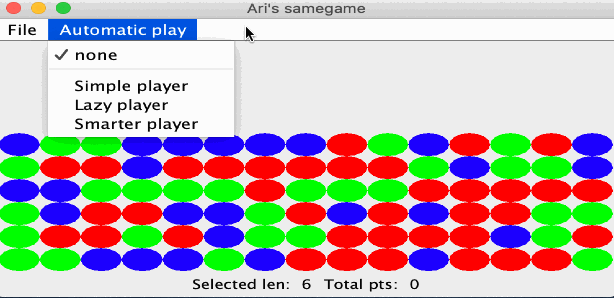 Ari's samegame
File Automatic play
none
Simple player
Lazy player
Smarter player
Selected len: 6 Total pts: 0